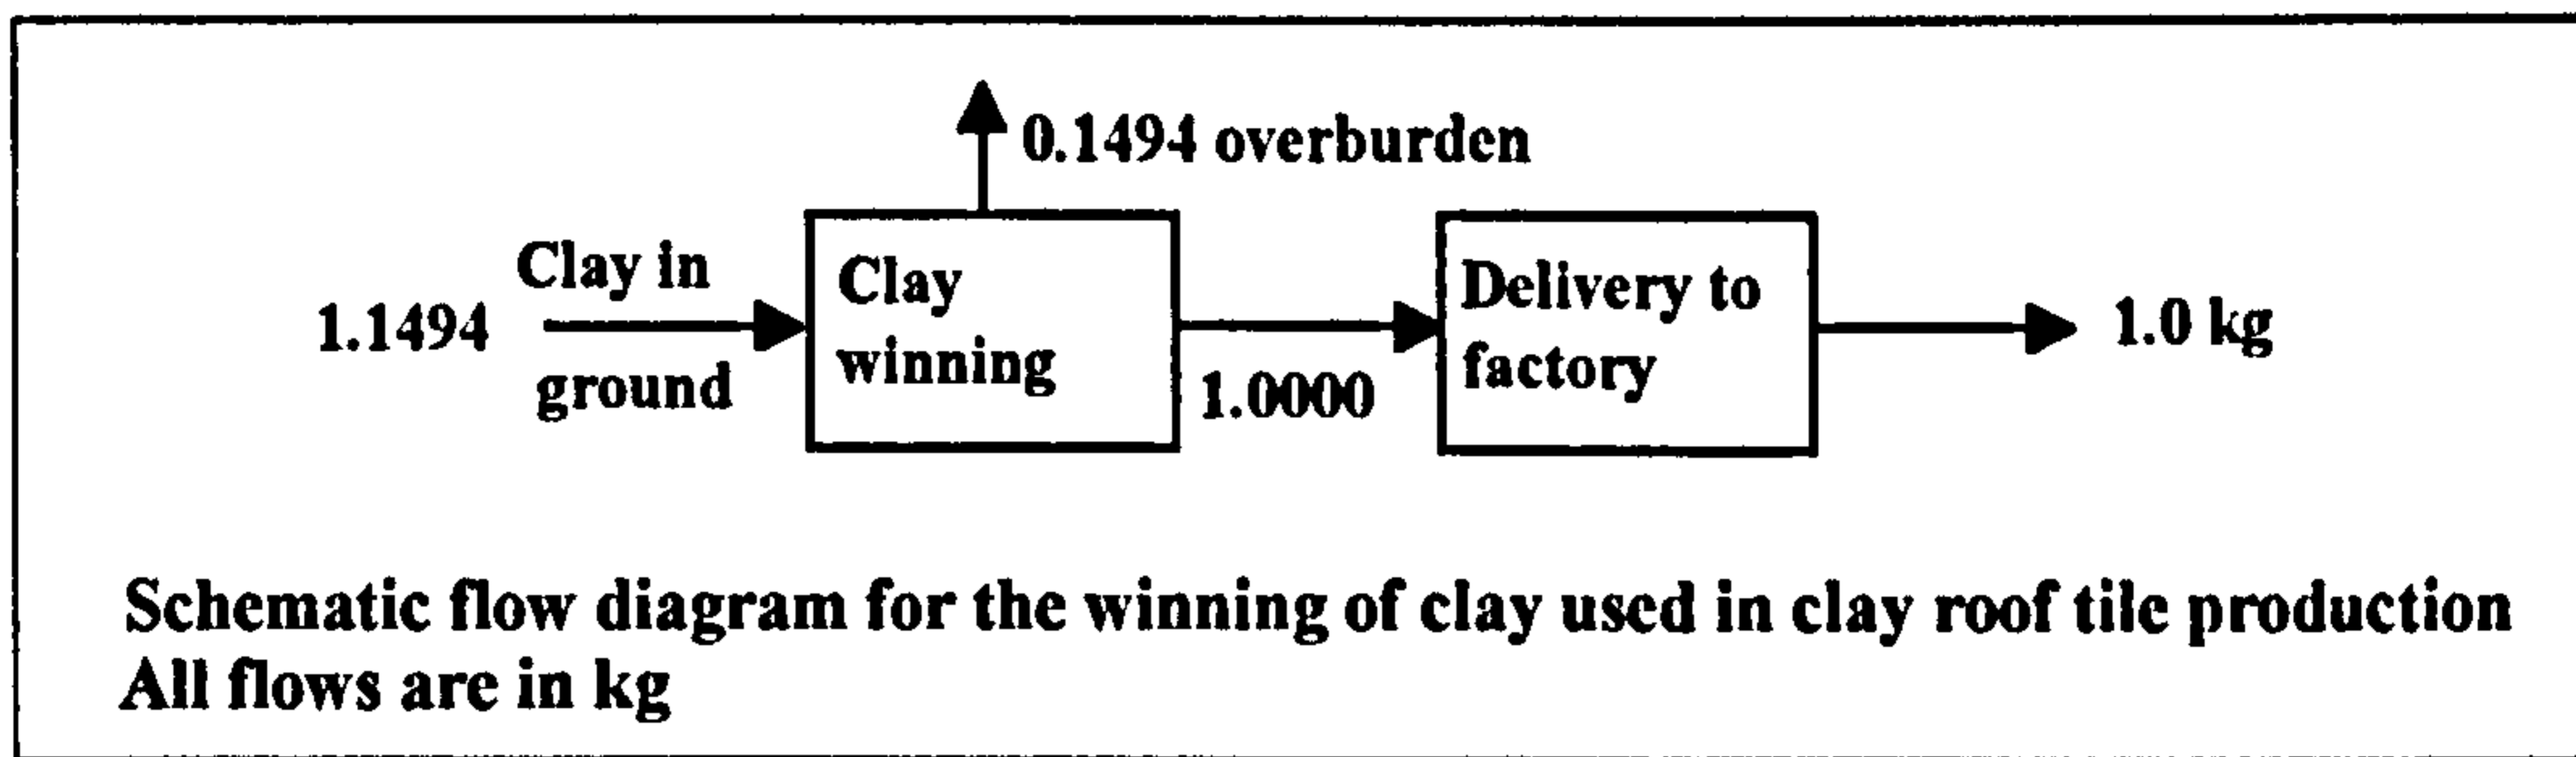 0.1494 overburden
Clay in
ground
1.1494
Clay
winning
1.0000
Delivery to
factory
1.0 kg
Schematic flow diagram for the winning of clay used in clay roof tile production
All flows are in kg